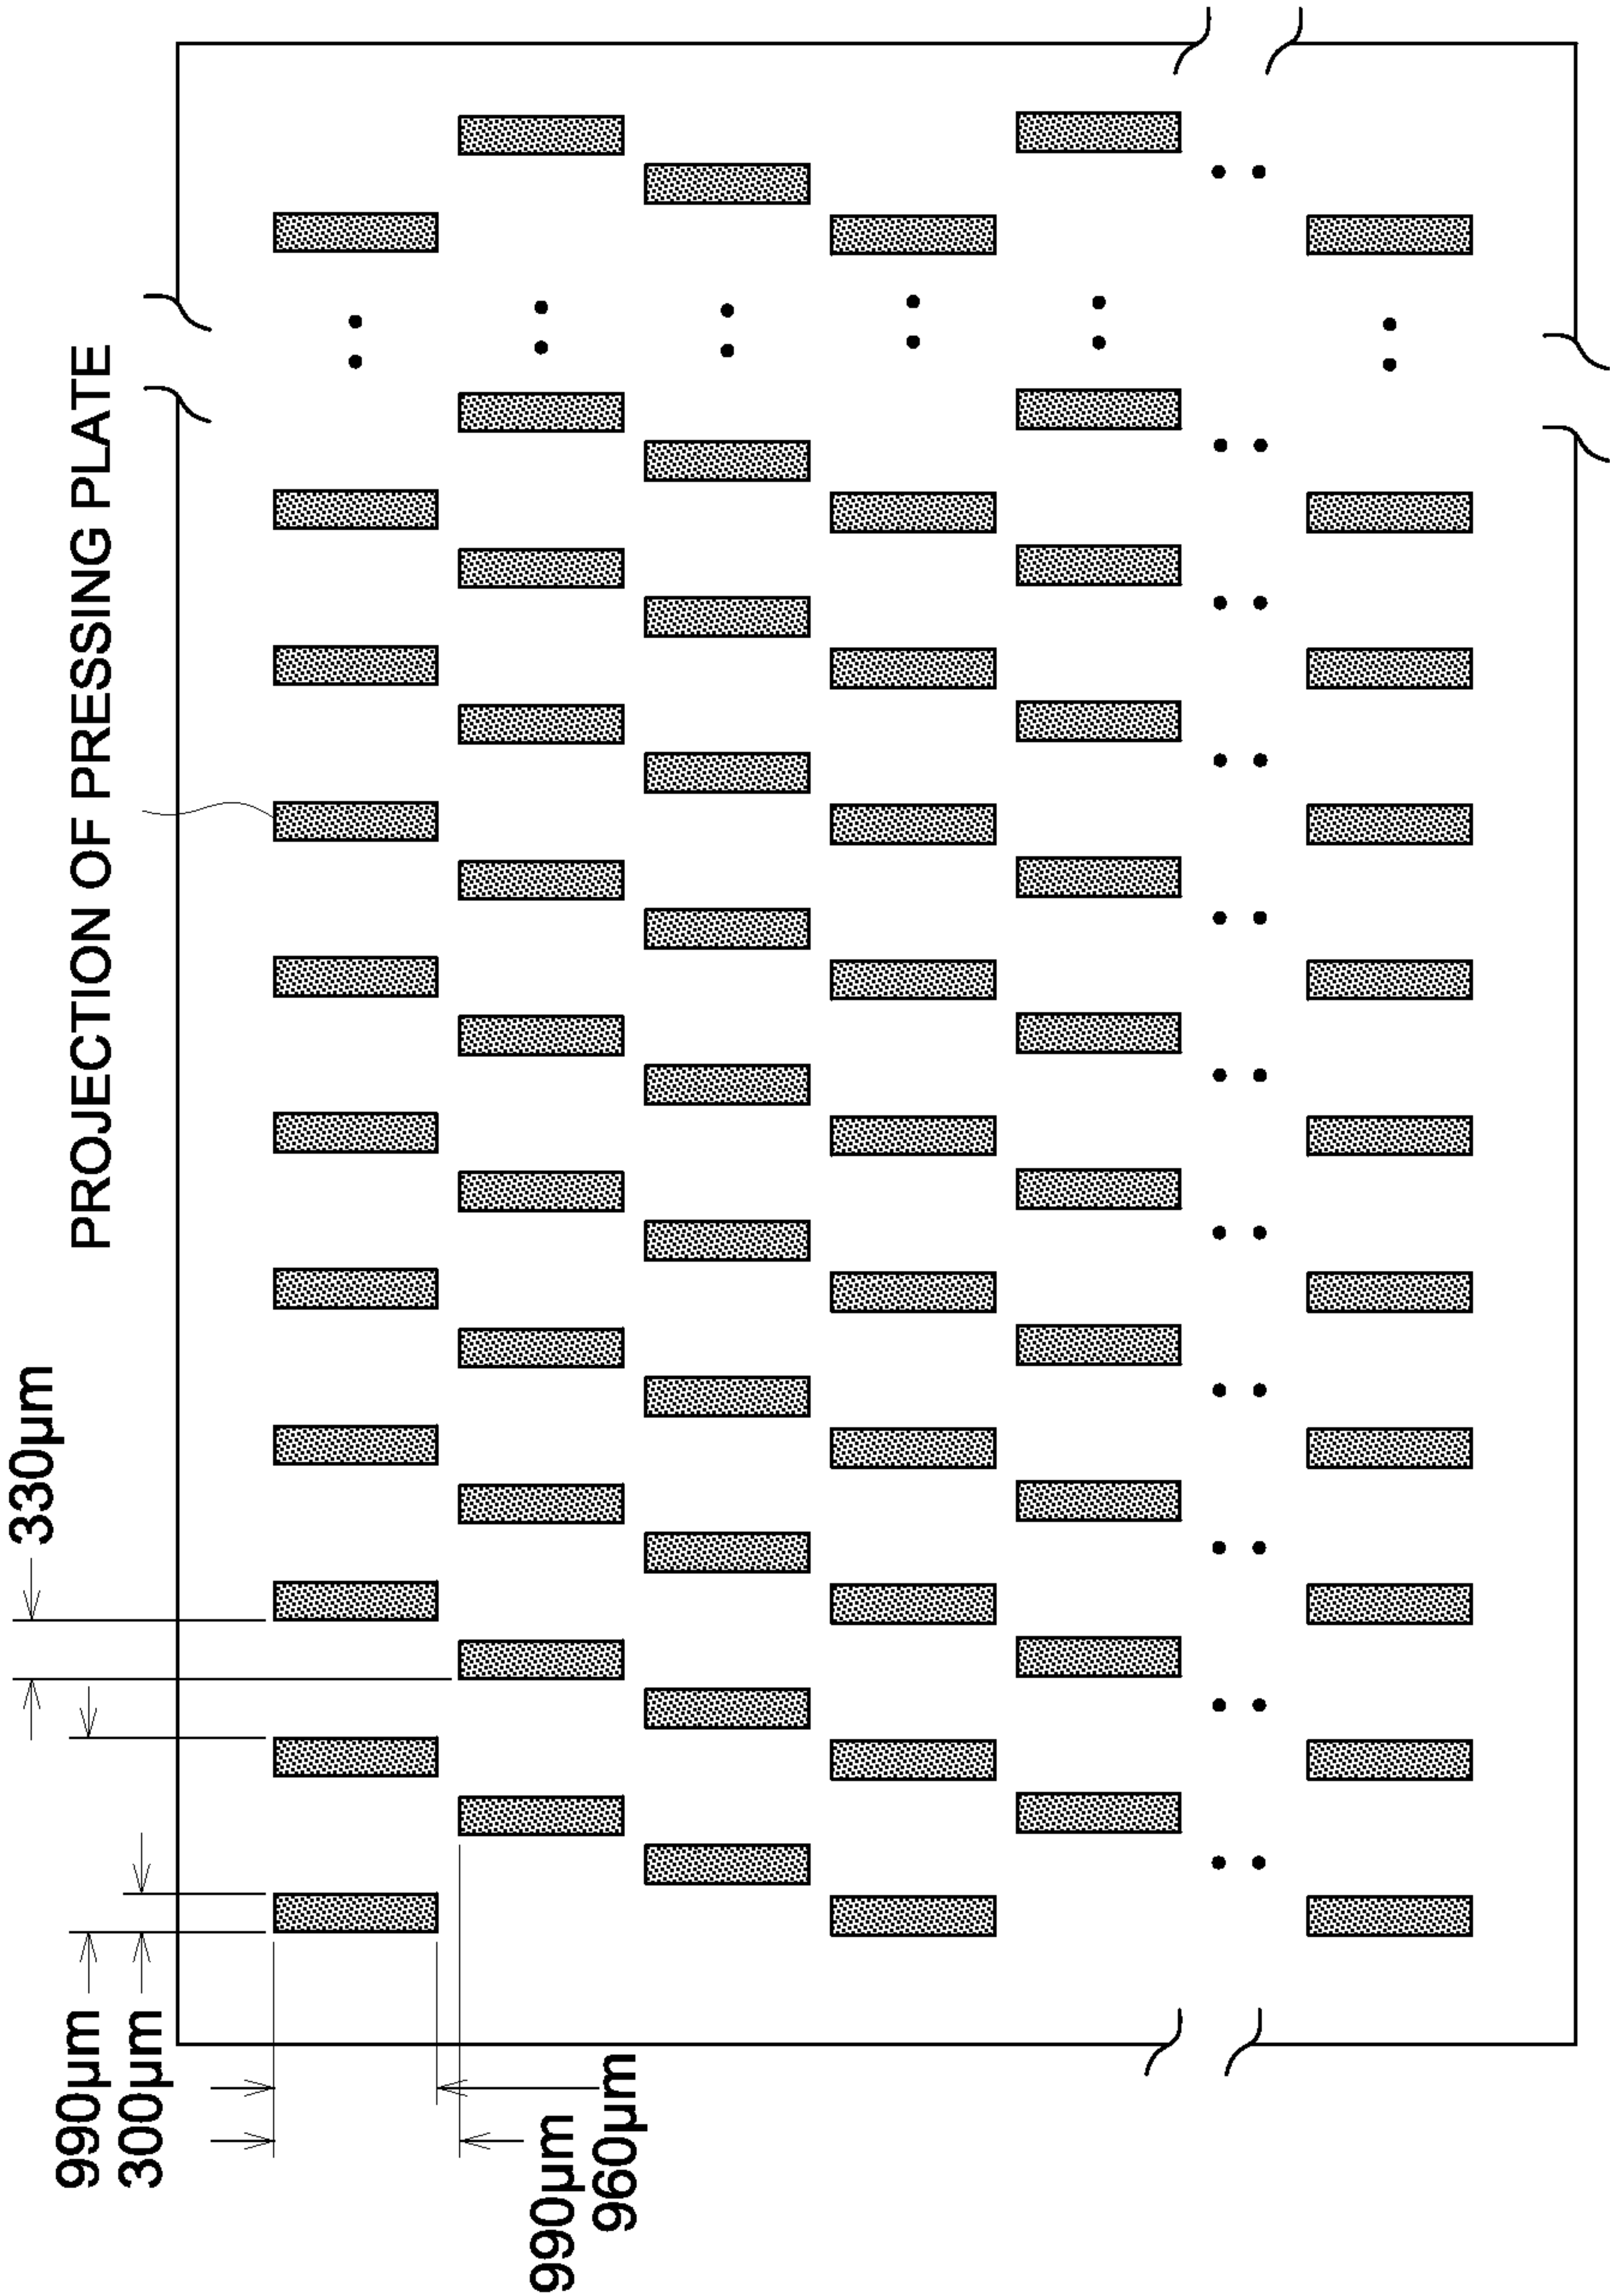 PROJECTION OF PRESSING PLATE
330µm
990µm
300µm
990µm
960µm